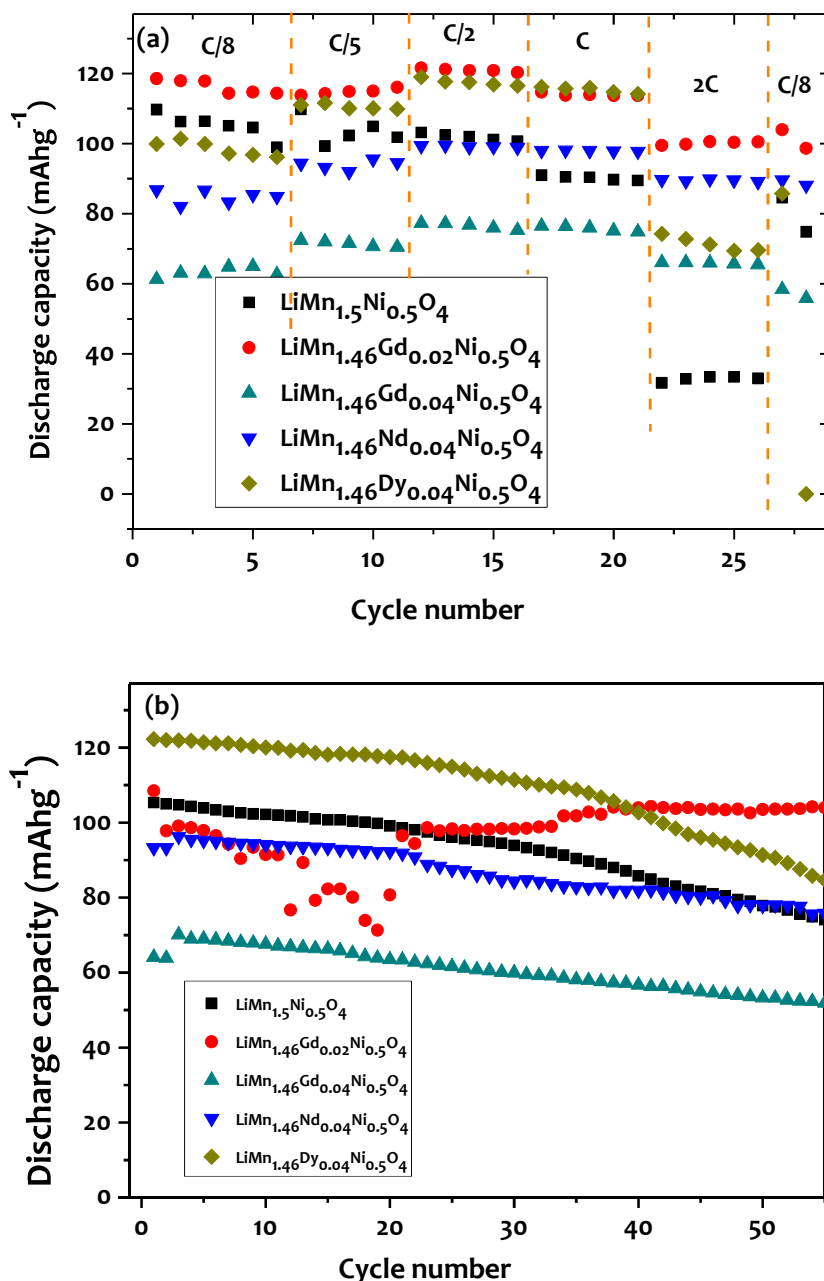 (a)
C/8
C/5
C/2
C
2C
C/8
120
100
80
60
40
20
0
Discharge capacity (mAhg⁻¹)
LiMn₁.₅Ni₀.₅O₄
LiMn₁.₄₆Gd₀.₀₂Ni₀.₅O₄
LiMn₁.₄₆Gd₀.₀₄Ni₀.₅O₄
LiMn₁.₄₆Nd₀.₀₄Ni₀.₅O₄
LiMn₁.₄₆Dy₀.₀₄Ni₀.₅O₄
0 5 10 15 20 25
Cycle number
(b)
120
100
80
60
40
20
0
Discharge capacity (mAhg⁻¹)
LiMn₁.₅Ni₀.₅O₄
LiMn₁.₄₆Gd₀.₀₂Ni₀.₅O₄
LiMn₁.₄₆Gd₀.₀₄Ni₀.₅O₄
LiMn₁.₄₆Nd₀.₀₄Ni₀.₅O₄
LiMn₁.₄₆Dy₀.₀₄Ni₀.₅O₄
0 10 20 30 40 50
Cycle number